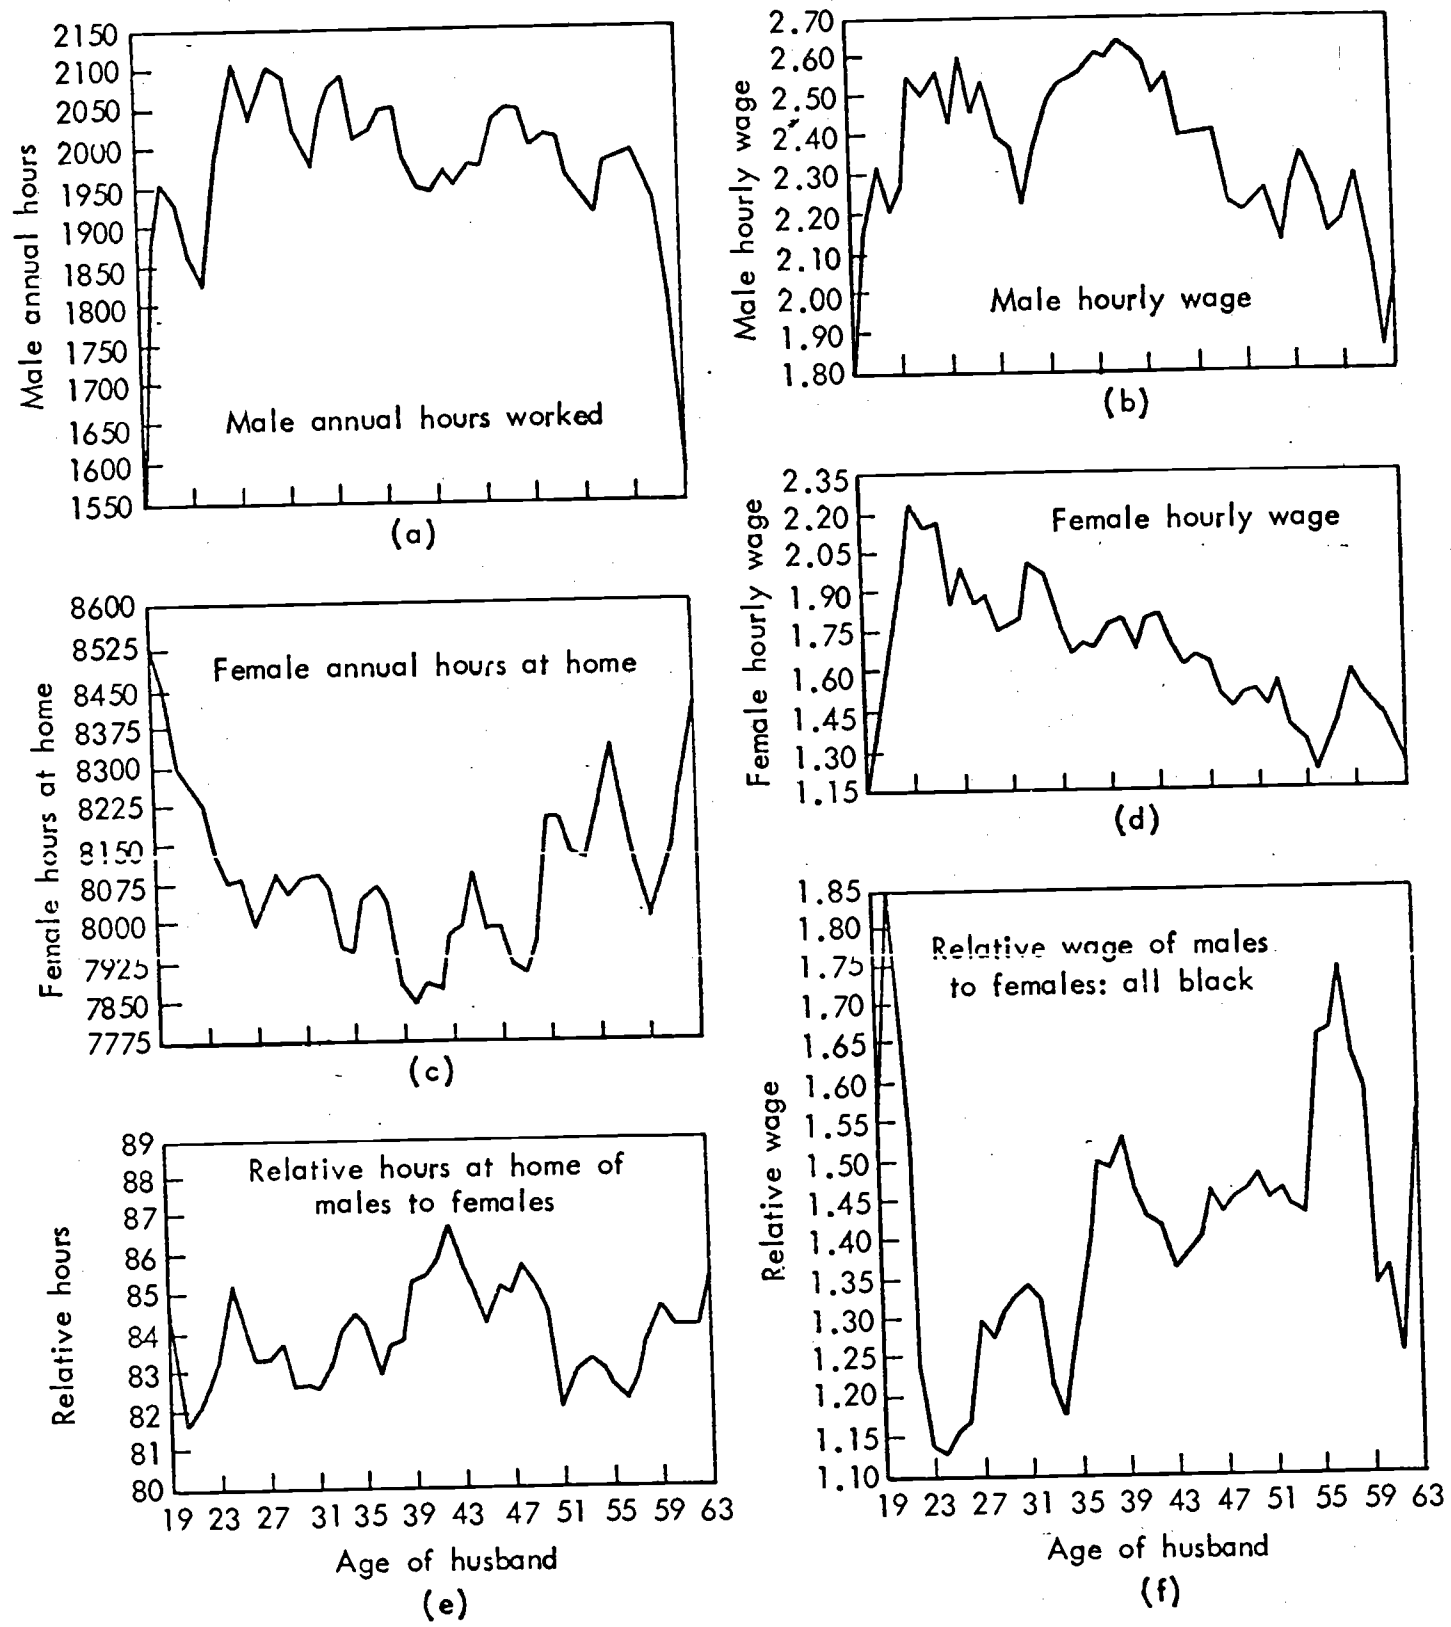 2150
2100
2050
2000
1950
1900
1850
1800
1750
1700
1650
1600
1550
Male annual hours
Male annual hours worked
(a)
2.70
2.60
2.50
2.40
2.30
2.20
2.10
2.00
1.90
1.80
Male hourly wage
Male hourly wage
(b)
8600
8525
8450
8375
8300
8225
8150
8075
8000
7925
7850
7775
Female hours at home
Female annual hours at home
(c)
2.35
2.20
2.05
1.90
1.75
1.60
1.45
1.30
1.15
Female hourly wage
Female hourly wage
(d)
89
88
87
86
85
84
83
82
81
80
Relative hours
Relative hours at home of
males to females
19 23 27 31 35 39 43 47 51 55 59 63
Age of husband
(e)
1.85
1.80
1.75
1.70
1.65
1.60
1.55
1.50
1.45
1.40
1.35
1.30
1.25
1.20
1.15
1.10
Relative wage
Relative wage of males
to females: all black
19 23 27 31 35 39 43 47 51 55 59 63
Age of husband
(f)